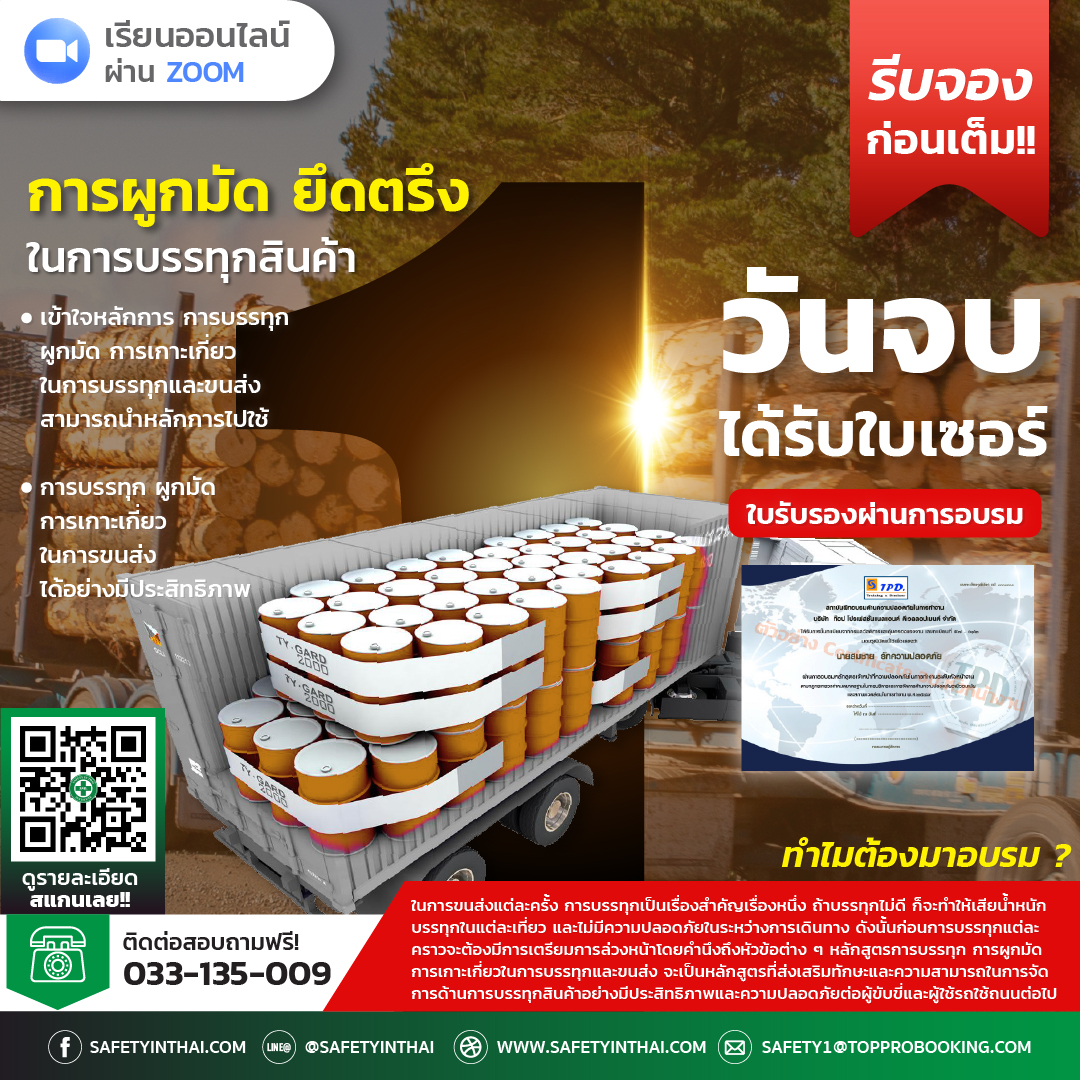 เรียนออนไลน์
ผ่าน ZOOM
รีบจอง
ก่อนเต็ม!!
การผูกมัด ยึดตรึง
ในการบรรทุกสินค้า
• เข้าใจหลักการ การบรรทุก
ผูกมัด การเกาะเกี่ยว
ในการบรรทุกและขนส่ง
สามารถนำหลักการไปใช้
• การบรรทุก ผูกมัด
การเกาะเกี่ยว
ในการขนส่ง
ได้อย่างมีประสิทธิภาพ
1
วันจบ
ได้รับใบเซอร์
ใบรับรองผ่านการอบรม
TPD.
นายสมชาย รักความปลอดภัย
TY-GARD
2000
TY-GARD
2000
TY-GARD
2000
ดูรายละเอียด
สแกนเลย!!
ทำไมต้องมาอบรม ?
ในการขนส่งแต่ละครั้ง การบรรทุกเป็นเรื่องสำคัญเรื่องหนึ่ง ถ้าบรรทุกไม่ดี ก็จะทำให้เสียน้ำหนัก
บรรทุกในแต่ละเที่ยว และไม่มีความปลอดภัยในระหว่างการเดินทาง ดังนั้นก่อนการบรรทุกแต่ละ
คราวจะต้องมีการเตรียมการล่วงหน้าโดยคำนึงถึงหัวข้อต่าง ๆ หลักสูตรการบรรทุก การผูกมัด
การเกาะเกี่ยวในการบรรทุกและขนส่ง จะเป็นหลักสูตรที่ส่งเสริมทักษะและความสามารถในการจัด
การด้านการบรรทุกสินค้าอย่างมีประสิทธิภาพและความปลอดภัยต่อผู้ขับขี่และผู้ใช้รถใช้ถนนต่อไป
ติดต่อสอบถามฟรี!
033-135-009
SAFETYINTHAI.COM
LINE@ @SAFETYINTHAI
WWW.SAFETYINTHAI.COM
SAFETY1@TOPPROBOOKING.COM